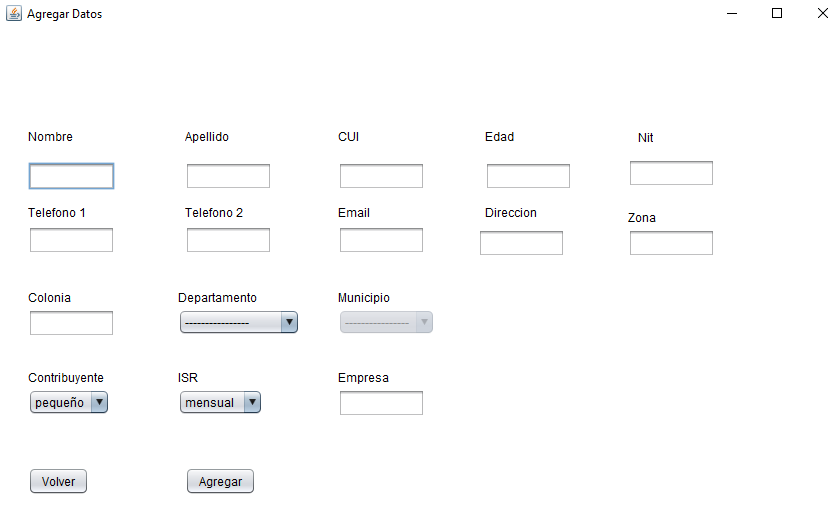 Agregar Datos
Nombre Apellido CUI Edad Nit
Telefono 1 Telefono 2 Email Direccion Zona
Colonia Departamento Municipio
---------------- ----------------
Contribuyente ISR Empresa
pequeño mensual
Volver Agregar